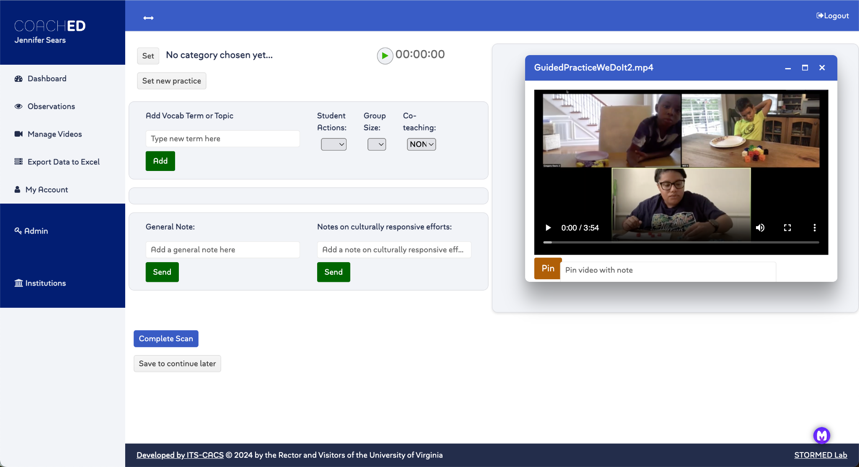 COACHED
Jennifer Sears
Dashboard
Observations
Manage Videos
Export Data to Excel
My Account
Admin
Institutions
Logout
Set
No category chosen yet...
00:00:00
Set new practice
Add Vocab Term or Topic
Type new term here
Add
Student
Actions:
Group
Size:
Co-
teaching:
NON
General Note:
Add a general note here
Send
Notes on culturally responsive efforts:
Add a note on culturally responsive eff...
Send
GuidedPracticeWeDoIt2.mp4
0:00 / 3:54
Pin
Pin video with note
Complete Scan
Save to continue later
Developed by ITS-CACS © 2024 by the Rector and Visitors of the University of Virginia
STORMED Lab